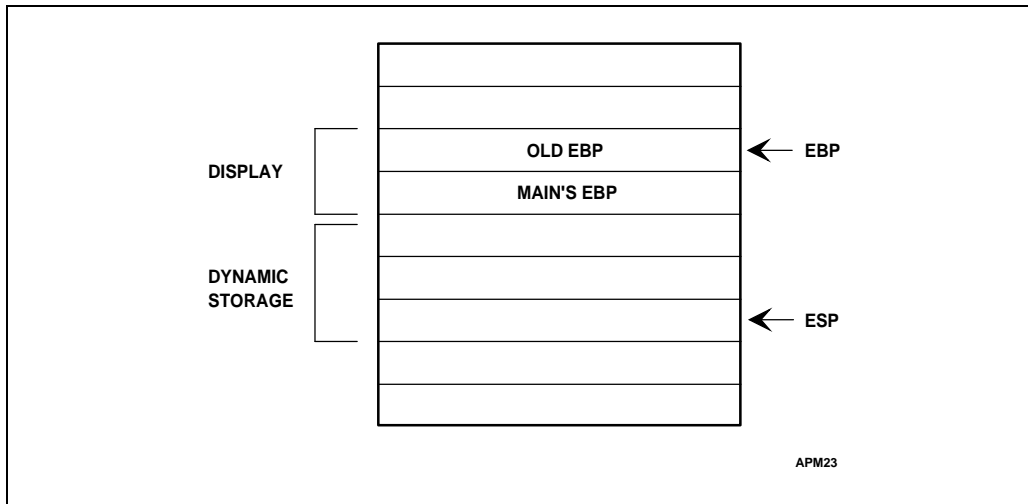 OLD EBP
EBP
DISPLAY
MAIN'S EBP
DYNAMIC
STORAGE
ESP
APM23